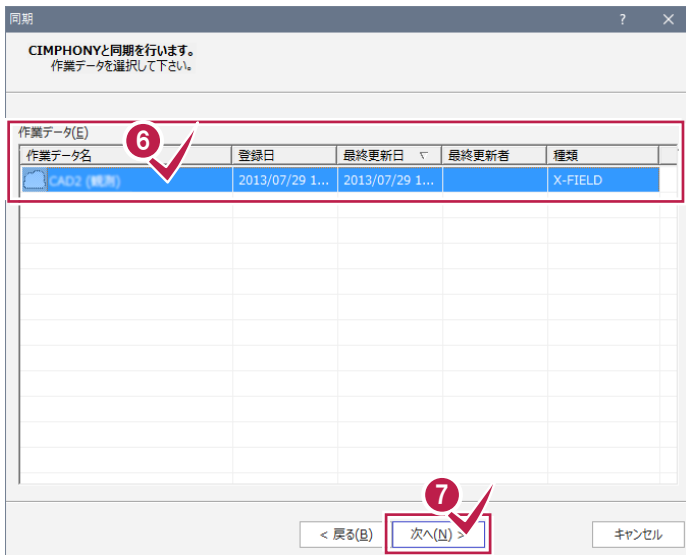 同期 ? ×
CIMPHONYと同期を行います。
作業データを選択して下さい。
作業データ(E)
6
作業データ名 登録日 最終更新日 最終更新者 種類
CAD2 (観測) 2013/07/29 1... 2013/07/29 1... X-FIELD
7
< 戻る(B) 次へ(N) > キャンセル